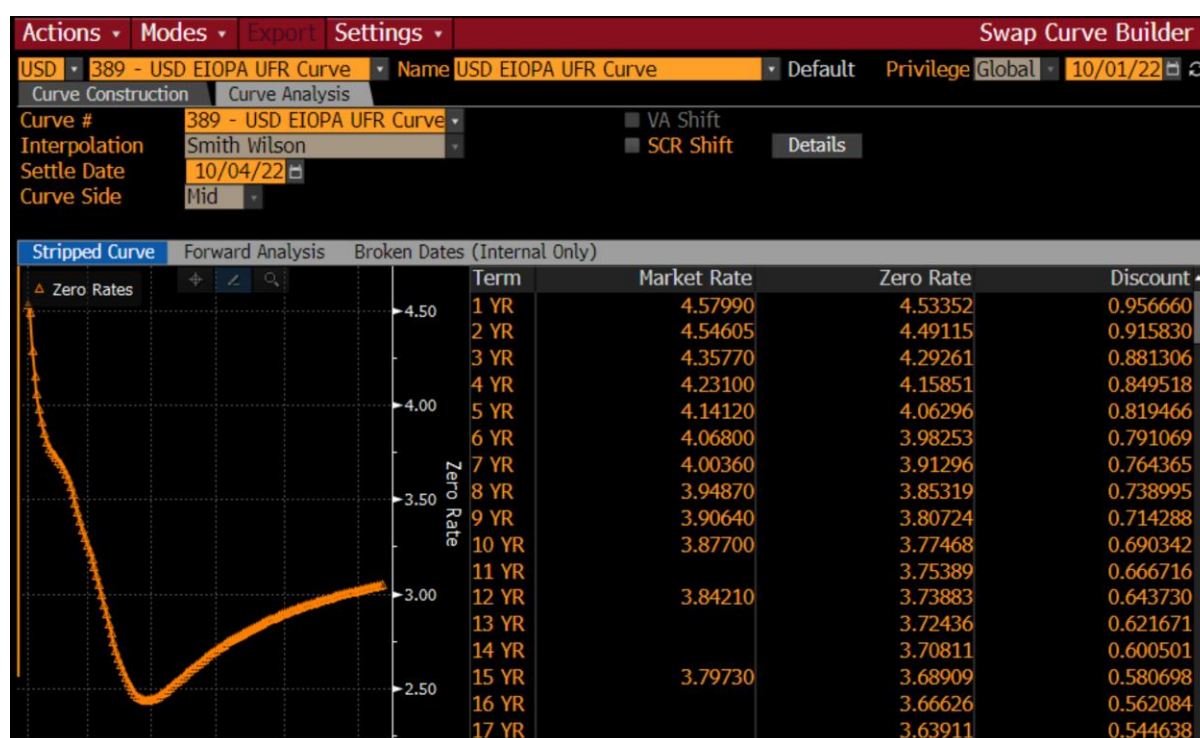 Actions Modes Export Settings Swap Curve Builder
USD 389 - USD EIOPA UFR Curve Name USD EIOPA UFR Curve Default Privilege Global 10/01/22
Curve Construction Curve Analysis
Curve # 389 - USD EIOPA UFR Curve VA Shift
Interpolation Smith Wilson SCR Shift Details
Settle Date 10/04/22
Curve Side Mid
Stripped Curve Forward Analysis Broken Dates (Internal Only)
Zero Rates
4.50
4.00
3.50
3.00
2.50
Zero Rate
Term Market Rate Zero Rate Discount
1 YR 4.57990 4.53352 0.956660
2 YR 4.54605 4.49115 0.915830
3 YR 4.35770 4.29261 0.881306
4 YR 4.23100 4.15851 0.849518
5 YR 4.14120 4.06296 0.819466
6 YR 4.06800 3.98253 0.791069
7 YR 4.00360 3.91296 0.764365
8 YR 3.94870 3.85319 0.738995
9 YR 3.90640 3.80724 0.714288
10 YR 3.87700 3.77468 0.690342
11 YR 3.75389 0.666716
12 YR 3.84210 3.73883 0.643730
13 YR 3.72436 0.621671
14 YR 3.70811 0.600501
15 YR 3.79730 3.68909 0.580698
16 YR 3.66626 0.562084
17 YR 3.63911 0.544638